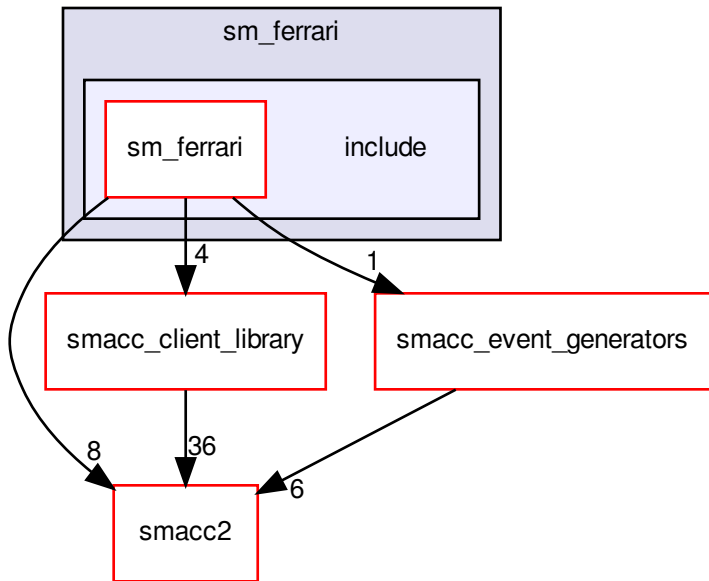 sm_ferrari
sm_ferrari
include
4
1
smacc_client_library
smacc_event_generators
8
36
6
smacc2